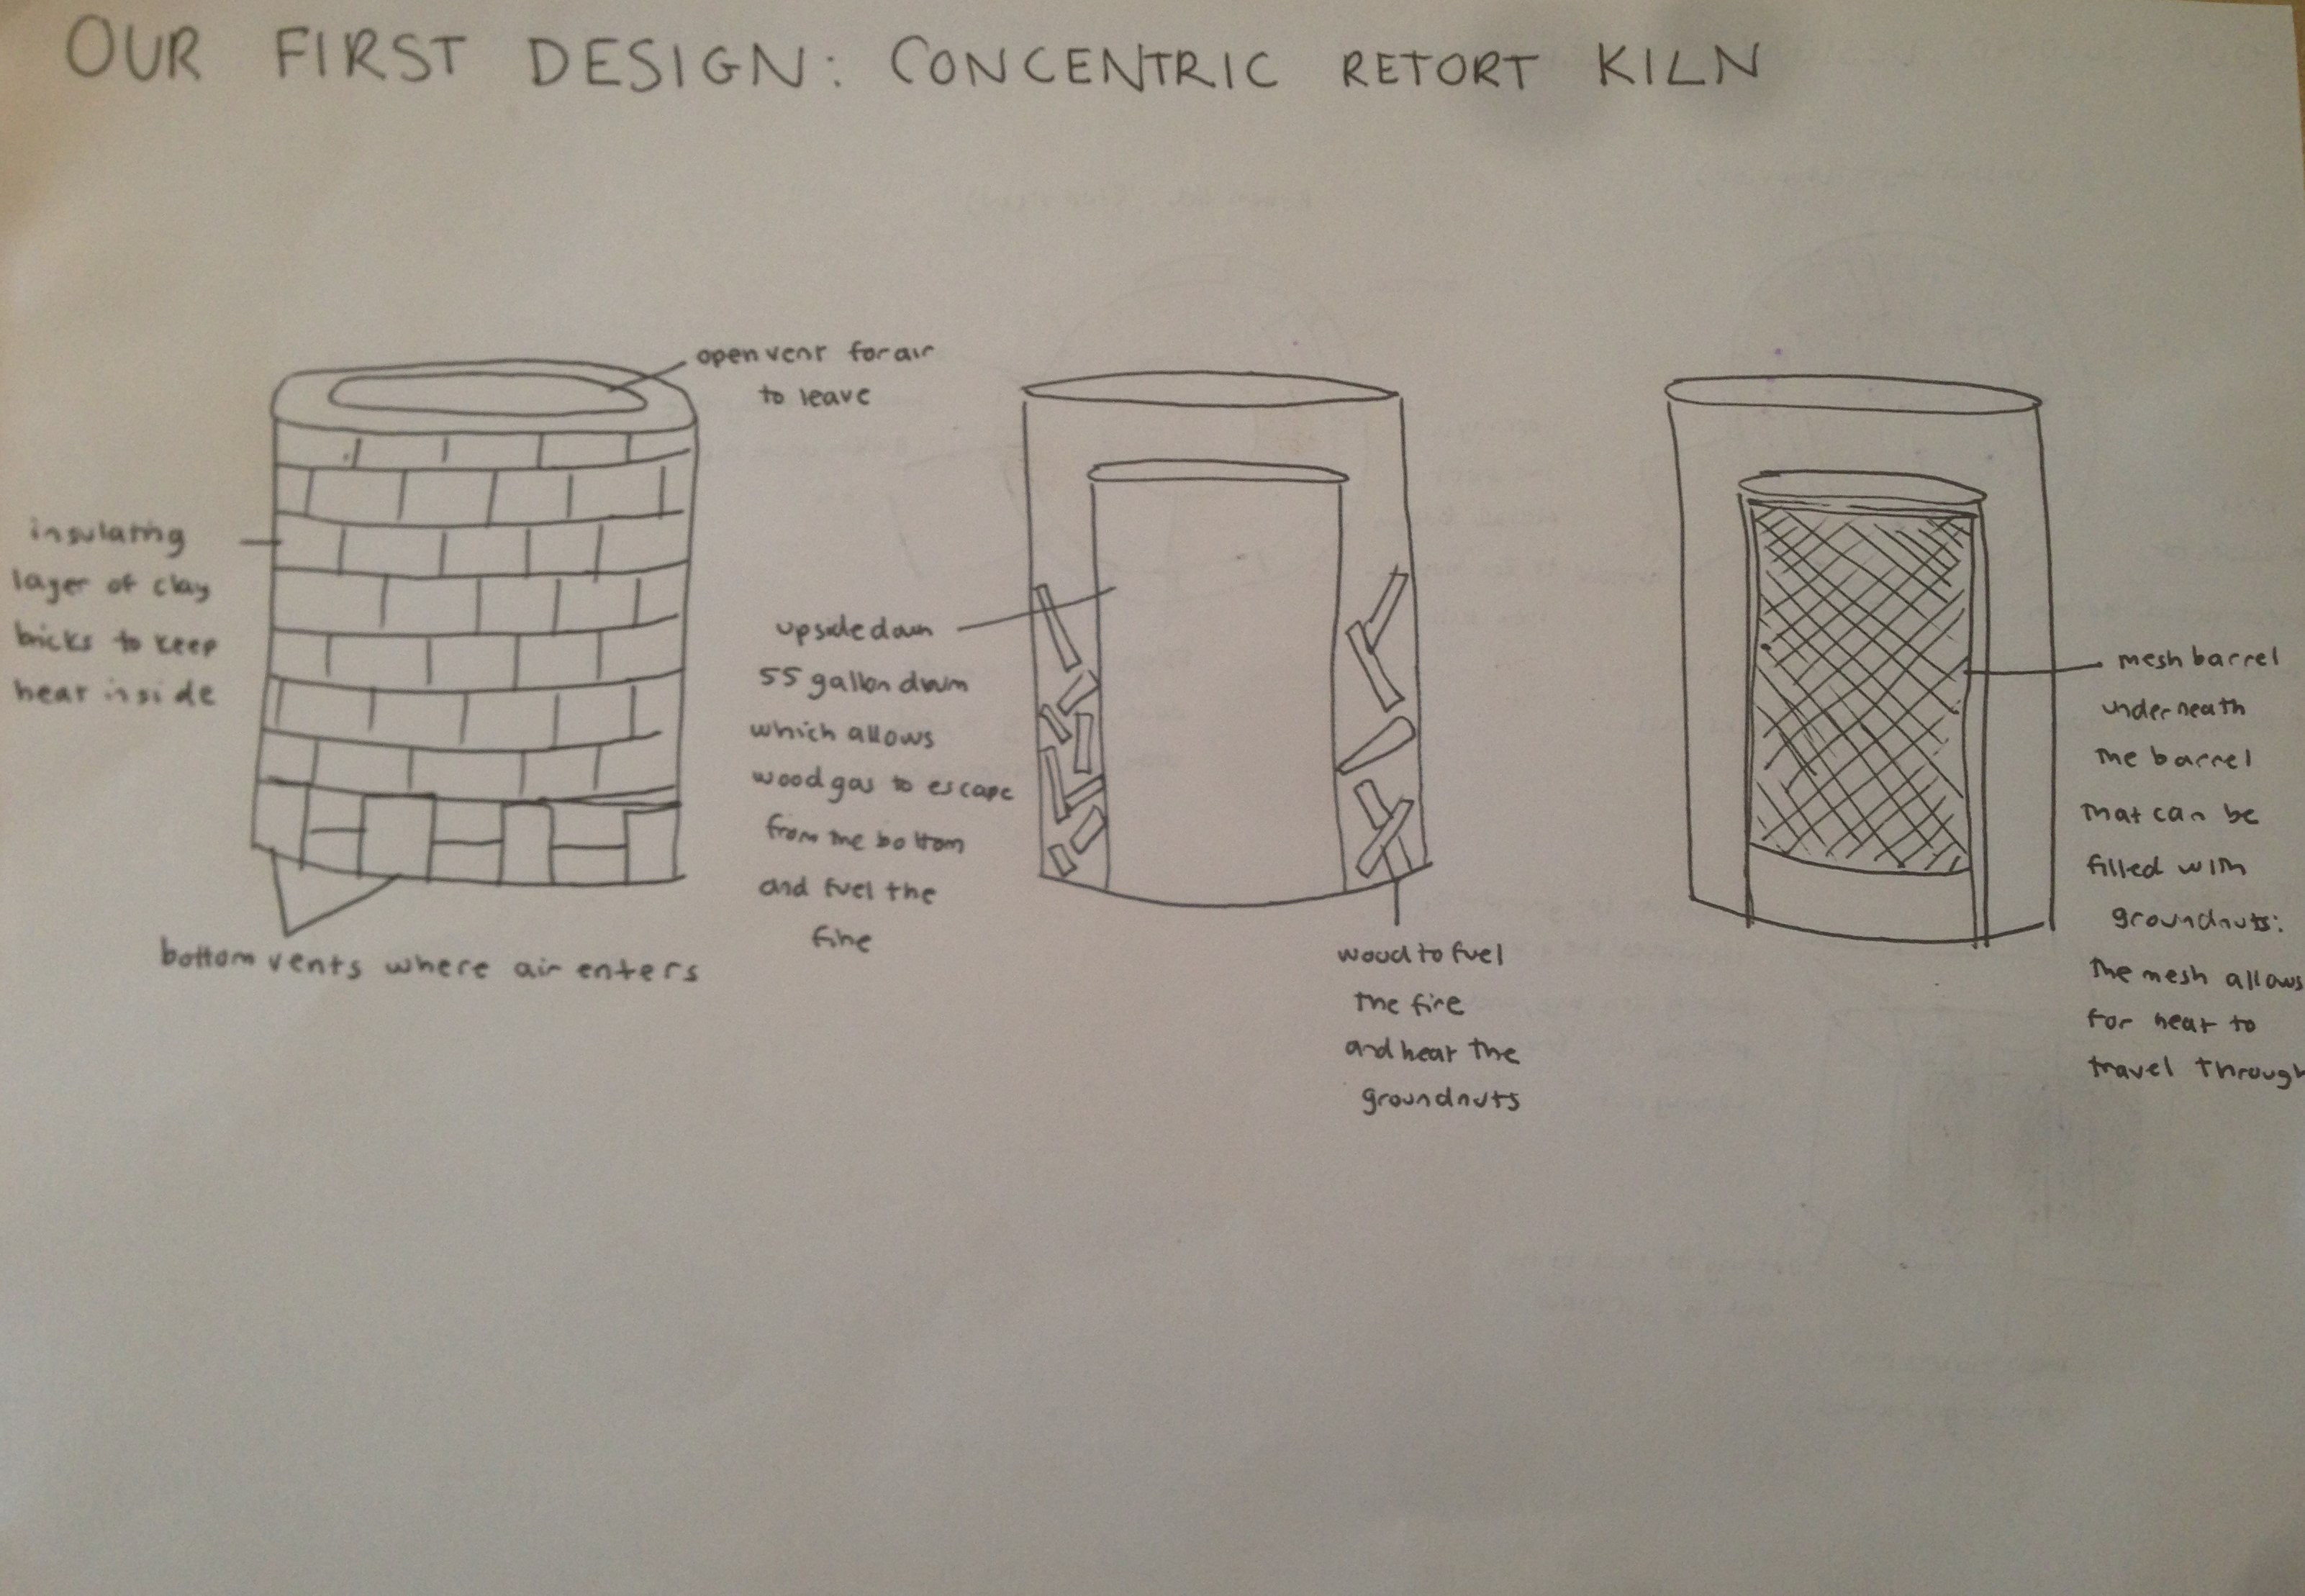 OUR FIRST DESIGN: CONCENTRIC RETORT KILN
open vent for air
to leave
insulating
layer of clay
bricks to keep
heat inside
bottom vents where air enters
upside down
55 gallon drum
which allows
wood gas to escape
from the bottom
and fuel the
fire
wood to fuel
the fire
and heat the
groundnuts
mesh barrel
underneath
the barrel
that can be
filled with
groundnuts:
the mesh allows
for heat to
travel through